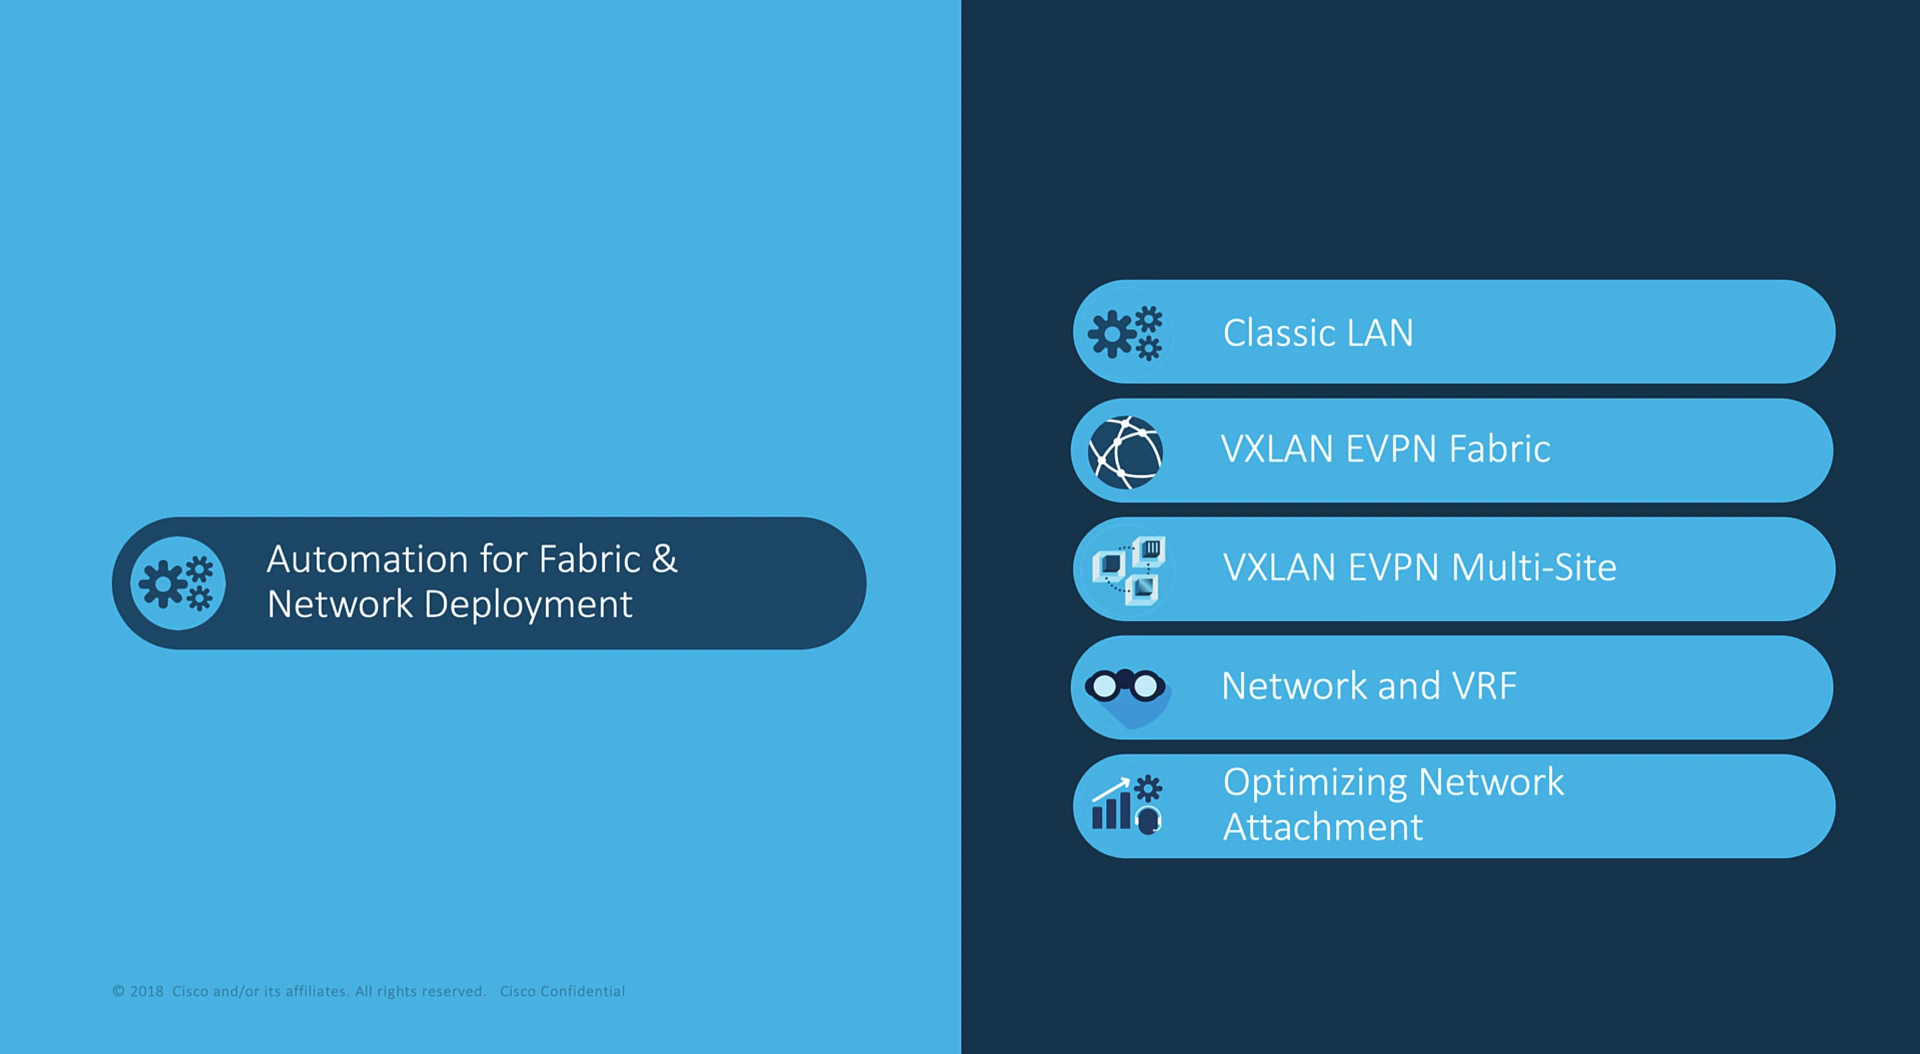 Automation for Fabric &
Network Deployment
Classic LAN
VXLAN EVPN Fabric
VXLAN EVPN Multi-Site
Network and VRF
Optimizing Network
Attachment
© 2018 Cisco and/or its affiliates. All rights reserved. Cisco Confidential